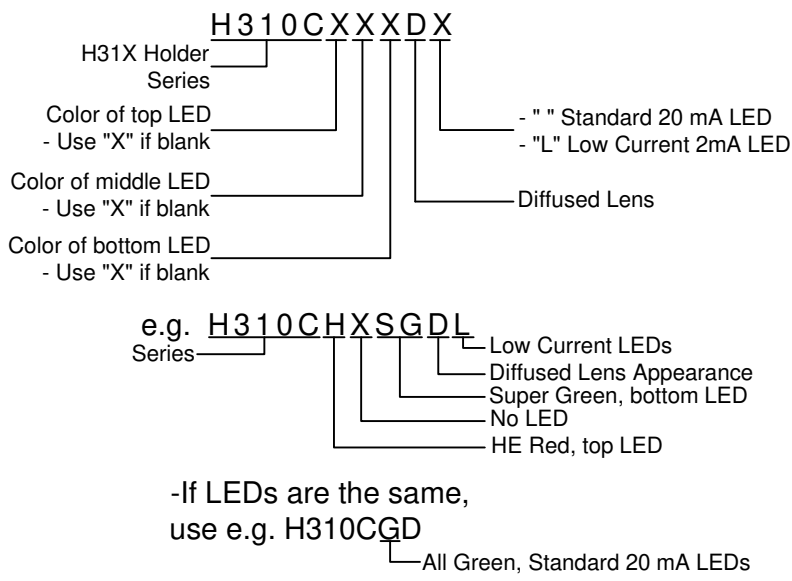 H310CXXXDX
H31X Holder
Series
Color of top LED
- Use "X" if blank
- " " Standard 20 mA LED
- "L" Low Current 2mA LED
Color of middle LED
- Use "X" if blank
Diffused Lens
Color of bottom LED
- Use "X" if blank
e.g. H310CHXSGDL
Series
Low Current LEDs
Diffused Lens Appearance
Super Green, bottom LED
No LED
HE Red, top LED
-If LEDs are the same,
use e.g. H310CGD
All Green, Standard 20 mA LEDs